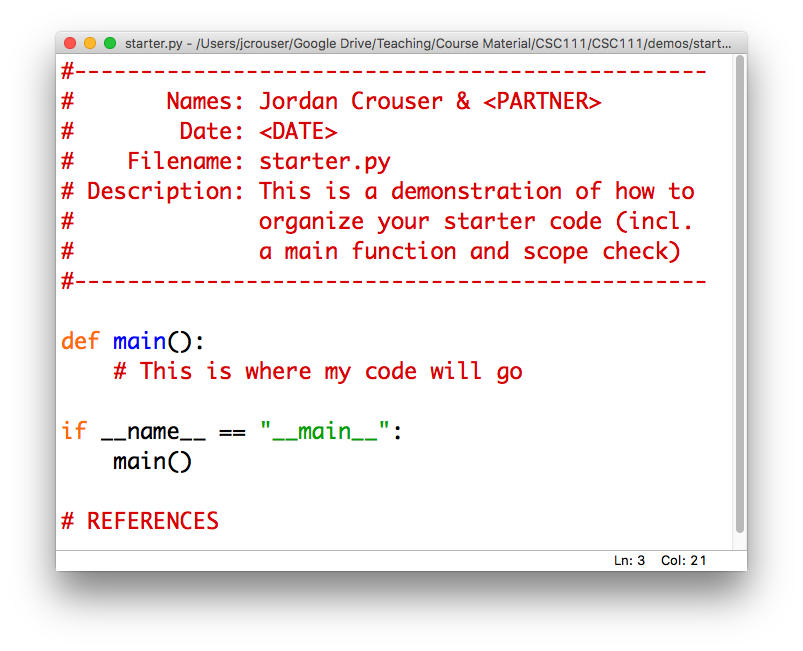 starter.py - /Users/jcrouser/Google Drive/Teaching/Course Material/CSC111/CSC111/demos/start...
#------------------------------------------------
#       Names: Jordan Crouser & <PARTNER>
#        Date: <DATE>
#    Filename: starter.py
# Description: This is a demonstration of how to
#              organize your starter code (incl.
#              a main function and scope check)
#------------------------------------------------
def main():
    # This is where my code will go
if __name__ == "__main__":
    main()
# REFERENCES
Ln: 3 Col: 21